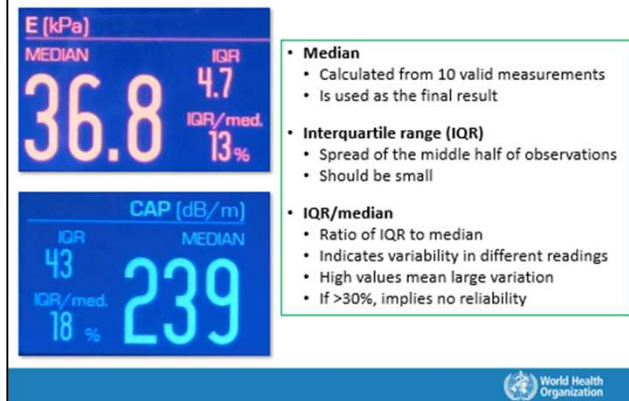 E (kPa)
MEDIAN
IQR
36.8
4.7
IQR/med.
13 %
CAP (dB/m)
IQR
MEDIAN
43
239
IQR/med.
18 %
• Median
• Calculated from 10 valid measurements
• Is used as the final result
• Interquartile range (IQR)
• Spread of the middle half of observations
• Should be small
• IQR/median
• Ratio of IQR to median
• Indicates variability in different readings
• High values mean large variation
• If >30%, implies no reliability
World Health
Organization